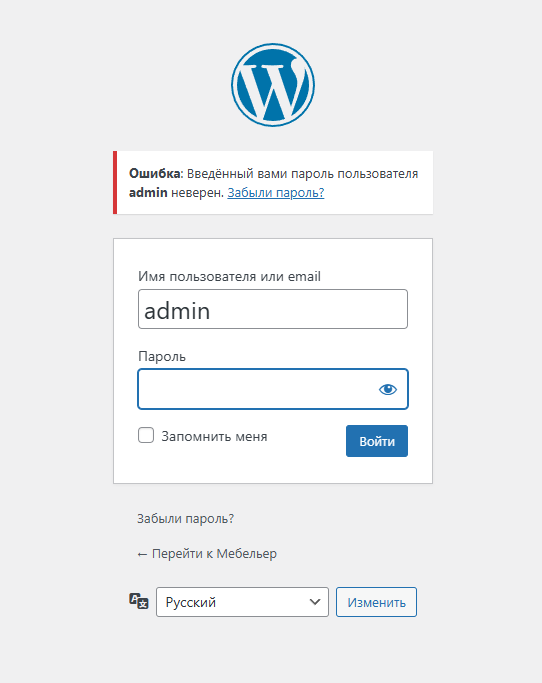 Ошибка: Введённый вами пароль пользователя
admin неверен. Забыли пароль?
Имя пользователя или email
admin
Пароль
Запомнить меня
Войти
Забыли пароль?
← Перейти к Мебельер
Русский
Изменить